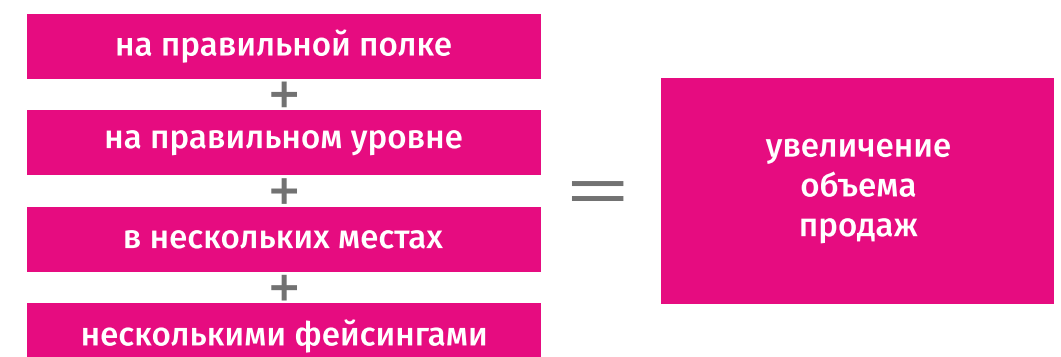 на правильной полке
+
на правильном уровне
+
в нескольких местах
+
несколькими фейсингами
=
увеличение
объема
продаж